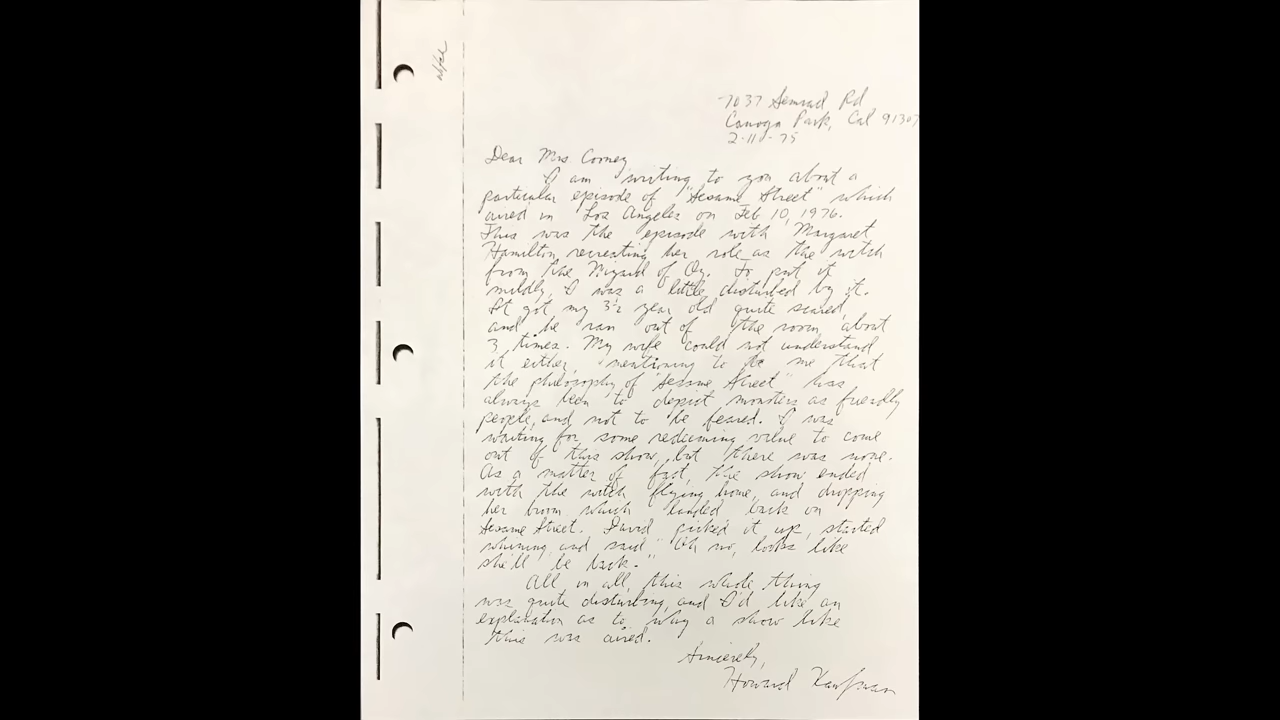 7037 Semrad Rd
Canoga Park, Cal 91307
2-11-75
Dear Mrs. Cooney
I am writing to you about a
particular episode of "Sesame Street" which
aired in Los Angeles on Feb 10, 1976.
This was the episode with Margaret
Hamilton recreating her role as the witch
from the Wizard of Oz. To put it
mildly, I was a little disturbed by it.
It got my 3½ year old quite scared,
and he ran out of the room about
3 times. My wife could not understand
it either, mentioning to me that
the philosophy of "Sesame Street" has
always been to depict monsters as friendly
people, and not to be feared. I was
waiting for some redeeming value to come
out of this show, but there was none.
As a matter of fact, the show ended
with the witch flying home, and dropping
her broom which landed back on
Sesame Street. David picked it up, started
whining and said, "Oh no, looks like
she'll be back."
All in all, this whole thing
was quite disturbing, and I'd like an
explanation as to why a show like
this was aired.
Sincerely,
Howard Kaufman